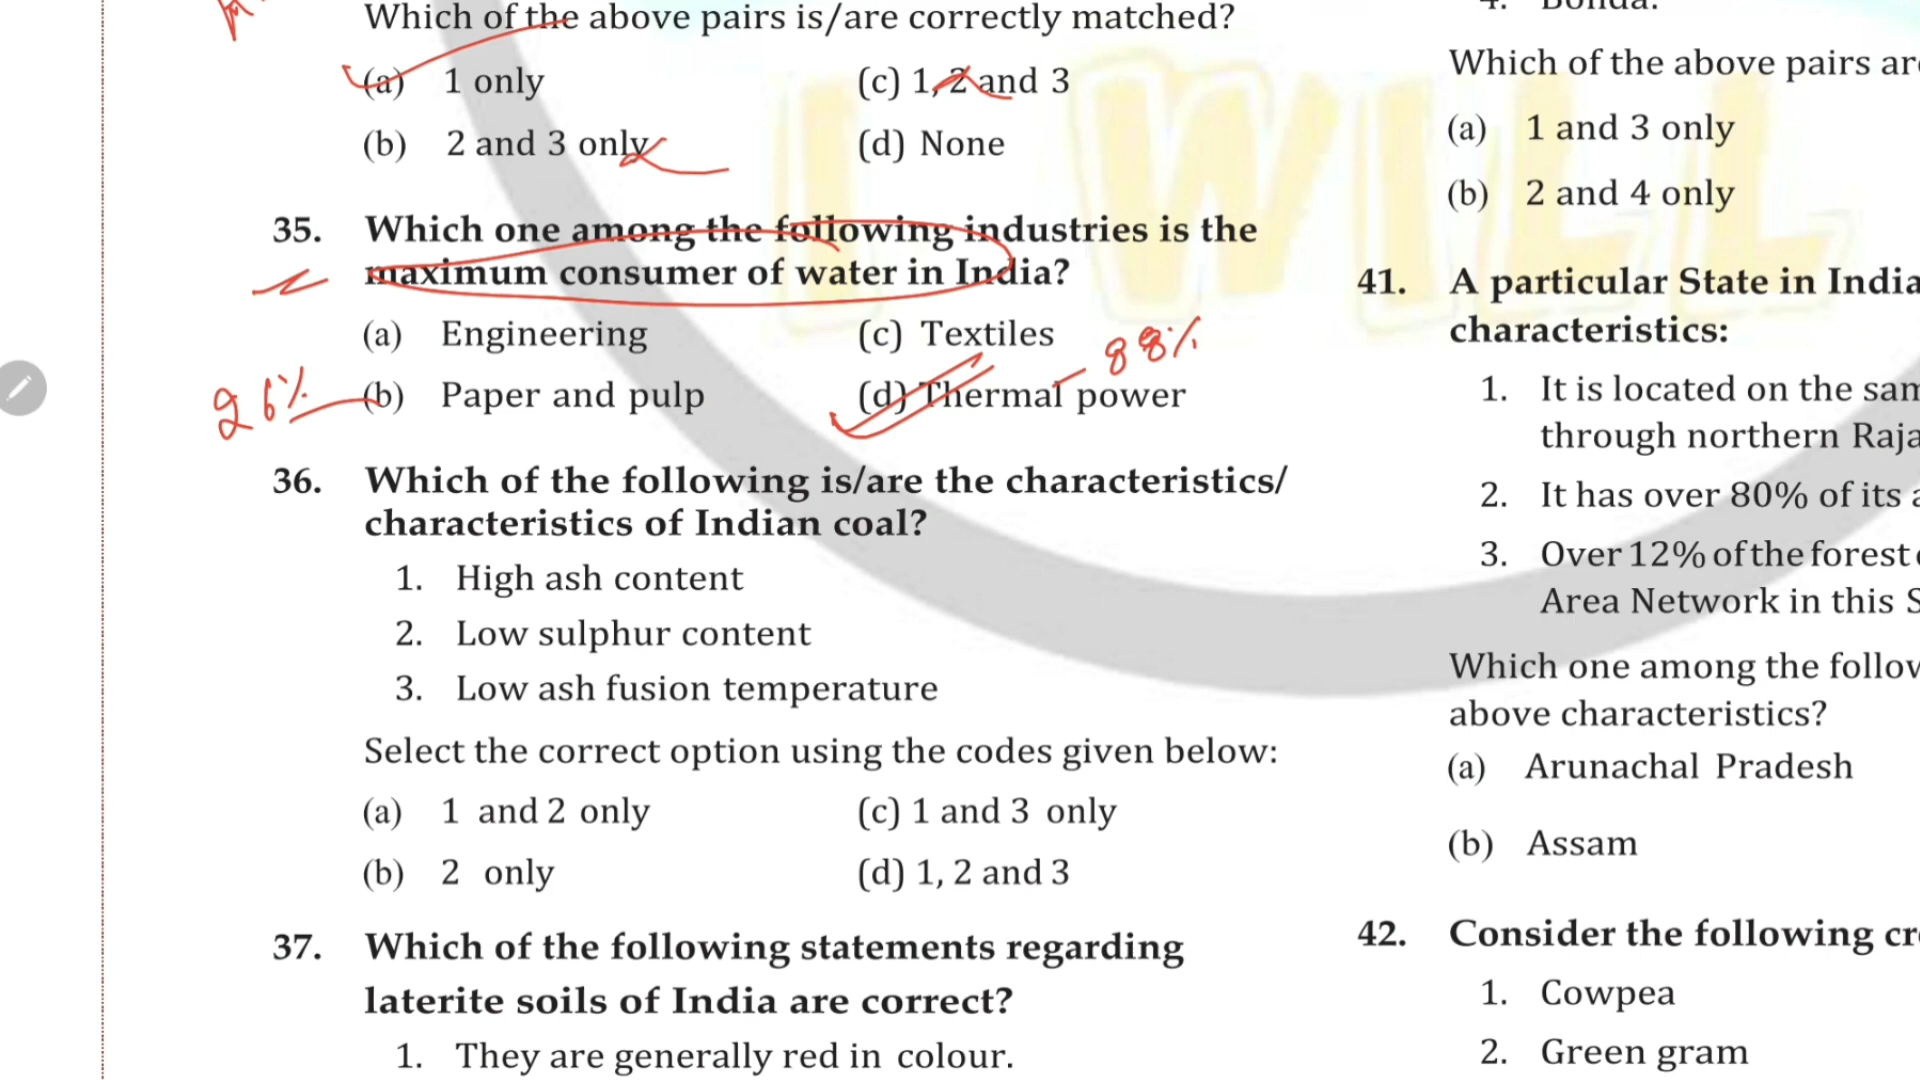 Which of the above pairs is/are correctly matched?
(a) 1 only
(c) 1, 2 and 3
(b) 2 and 3 only
(d) None
35. Which one among the following industries is the
maximum consumer of water in India?
(a) Engineering
(c) Textiles
88%
26%
(b) Paper and pulp
(d) Thermal power
36. Which of the following is/are the characteristics/
characteristics of Indian coal?
1. High ash content
2. Low sulphur content
3. Low ash fusion temperature
Select the correct option using the codes given below:
(a) 1 and 2 only
(c) 1 and 3 only
(b) 2 only
(d) 1, 2 and 3
37. Which of the following statements regarding
laterite soils of India are correct?
1. They are generally red in colour.
Which of the above pairs
(a) 1 and 3 only
(b) 2 and 4 only
41. A particular State in India
characteristics:
1. It is located on the
through northern
2. It has over 80% of its
3. Over 12% of the forest
Area Network in this
Which one among the
above characteristics?
(a) Arunachal Pradesh
(b) Assam
42. Consider the following
1. Cowpea
2. Green gram
I WILL